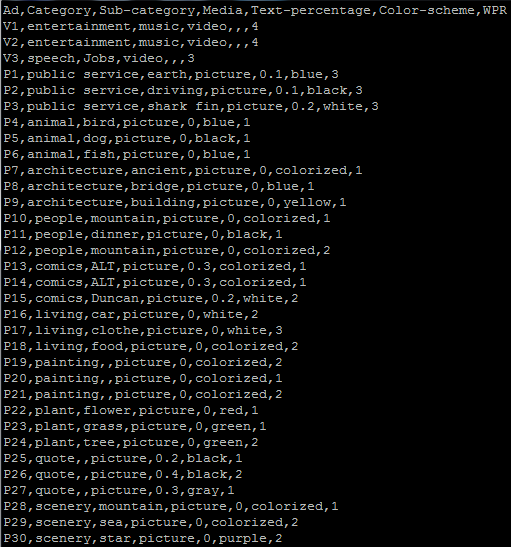 Ad,Category,Sub-category,Media,Text-percentage,Color-scheme,WPR
V1,entertainment,music,video,,,4
V2,entertainment,music,video,,,4
V3,speech,Jobs,video,,,3
P1,public service,earth,picture,0.1,blue,3
P2,public service,driving,picture,0.1,black,3
P3,public service,shark fin,picture,0.2,white,3
P4,animal,bird,picture,0,blue,1
P5,animal,dog,picture,0,black,1
P6,animal,fish,picture,0,blue,1
P7,architecture,ancient,picture,0,colorized,1
P8,architecture,bridge,picture,0,blue,1
P9,architecture,building,picture,0,yellow,1
P10,people,mountain,picture,0,colorized,1
P11,people,dinner,picture,0,black,1
P12,people,mountain,picture,0,colorized,2
P13,comics,ALT,picture,0.3,colorized,1
P14,comics,ALT,picture,0.3,colorized,1
P15,comics,Duncan,picture,0.2,white,2
P16,living,car,picture,0,white,2
P17,living,clothe,picture,0,white,3
P18,living,food,picture,0,colorized,2
P19,painting,,picture,0,colorized,2
P20,painting,,picture,0,colorized,1
P21,painting,,picture,0,colorized,2
P22,plant,flower,picture,0,red,1
P23,plant,grass,picture,0,green,1
P24,plant,tree,picture,0,green,2
P25,quote,,picture,0.2,black,1
P26,quote,,picture,0.4,black,2
P27,quote,,picture,0.3,gray,1
P28,scenery,mountain,picture,0,colorized,1
P29,scenery,sea,picture,0,colorized,2
P30,scenery,star,picture,0,purple,2